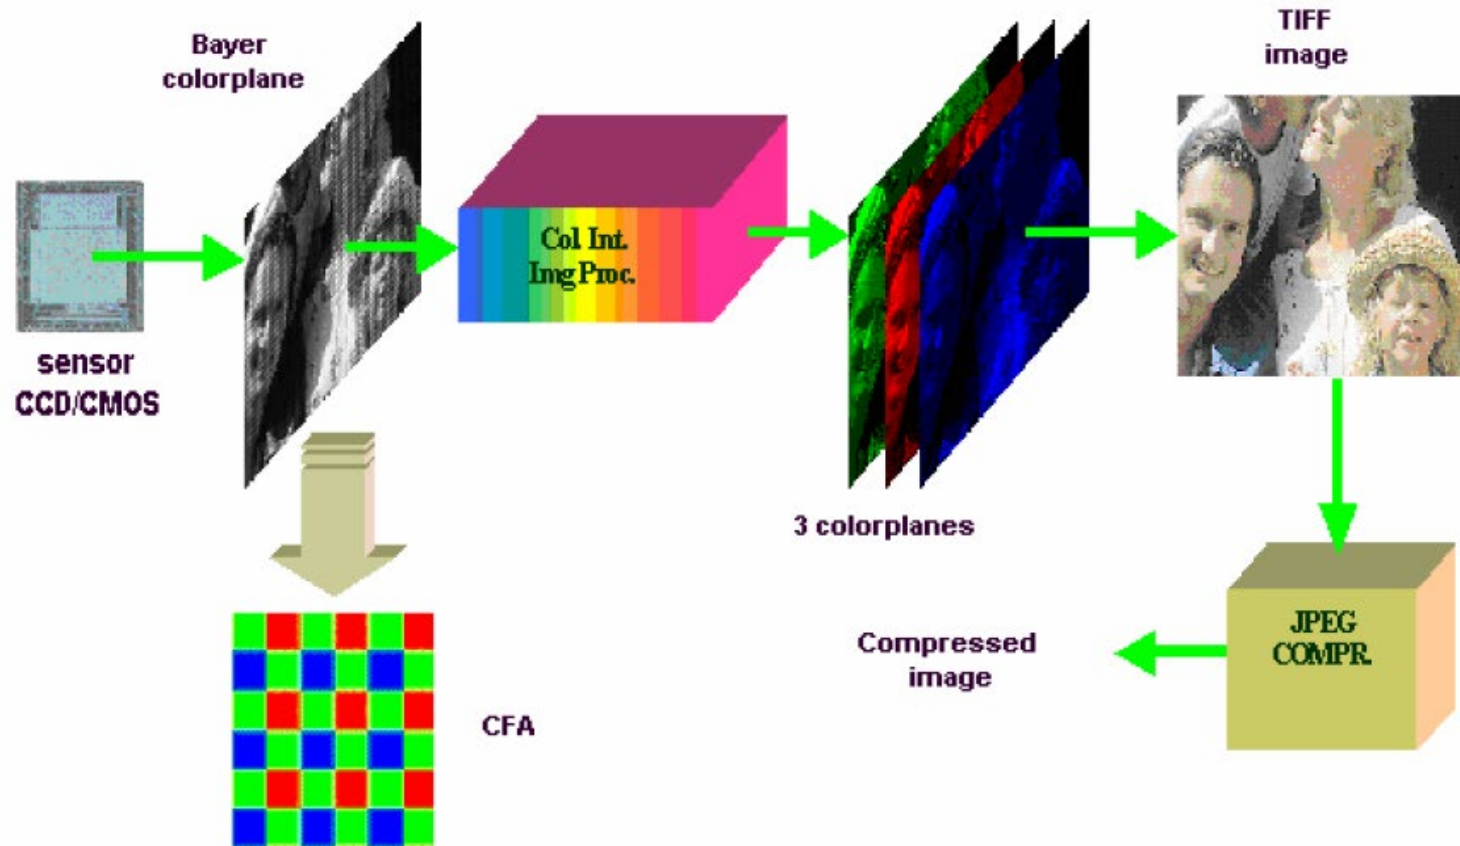 Bayer
colorplane
TIFF
image
sensor
CCD/CMOS
Col. Int.
Img Proc.
3 colorplanes
CFA
Compressed
image
JPEG
COMPR.